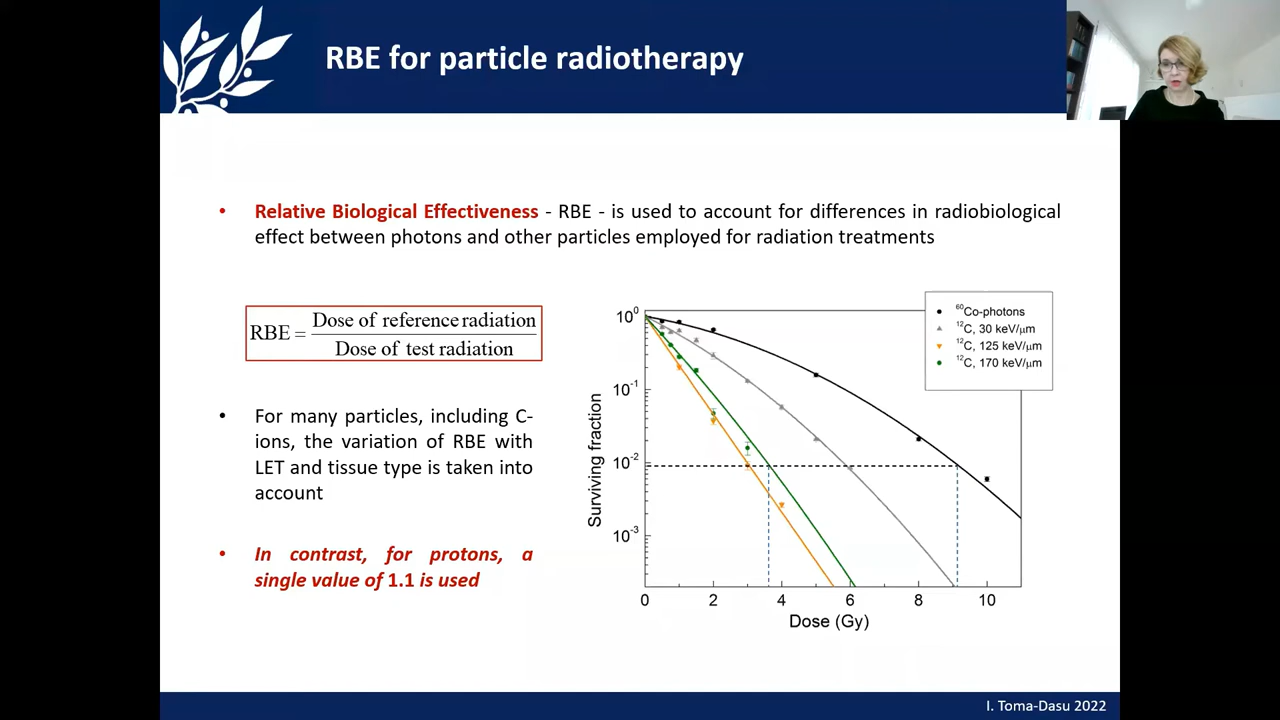 RBE for particle radiotherapy
• Relative Biological Effectiveness - RBE - is used to account for differences in radiobiological
effect between photons and other particles employed for radiation treatments
RBE = Dose of reference radiation
Dose of test radiation
• For many particles, including C-
ions, the variation of RBE with
LET and tissue type is taken into
account
• In contrast, for protons, a
single value of 1.1 is used
⁶⁰Co-photons
¹²C, 30 keV/μm
¹²C, 125 keV/μm
¹²C, 170 keV/μm
10⁰
10⁻¹
10⁻²
10⁻³
Surviving fraction
0 2 4 6 8 10
Dose (Gy)
I. Toma-Dasu 2022